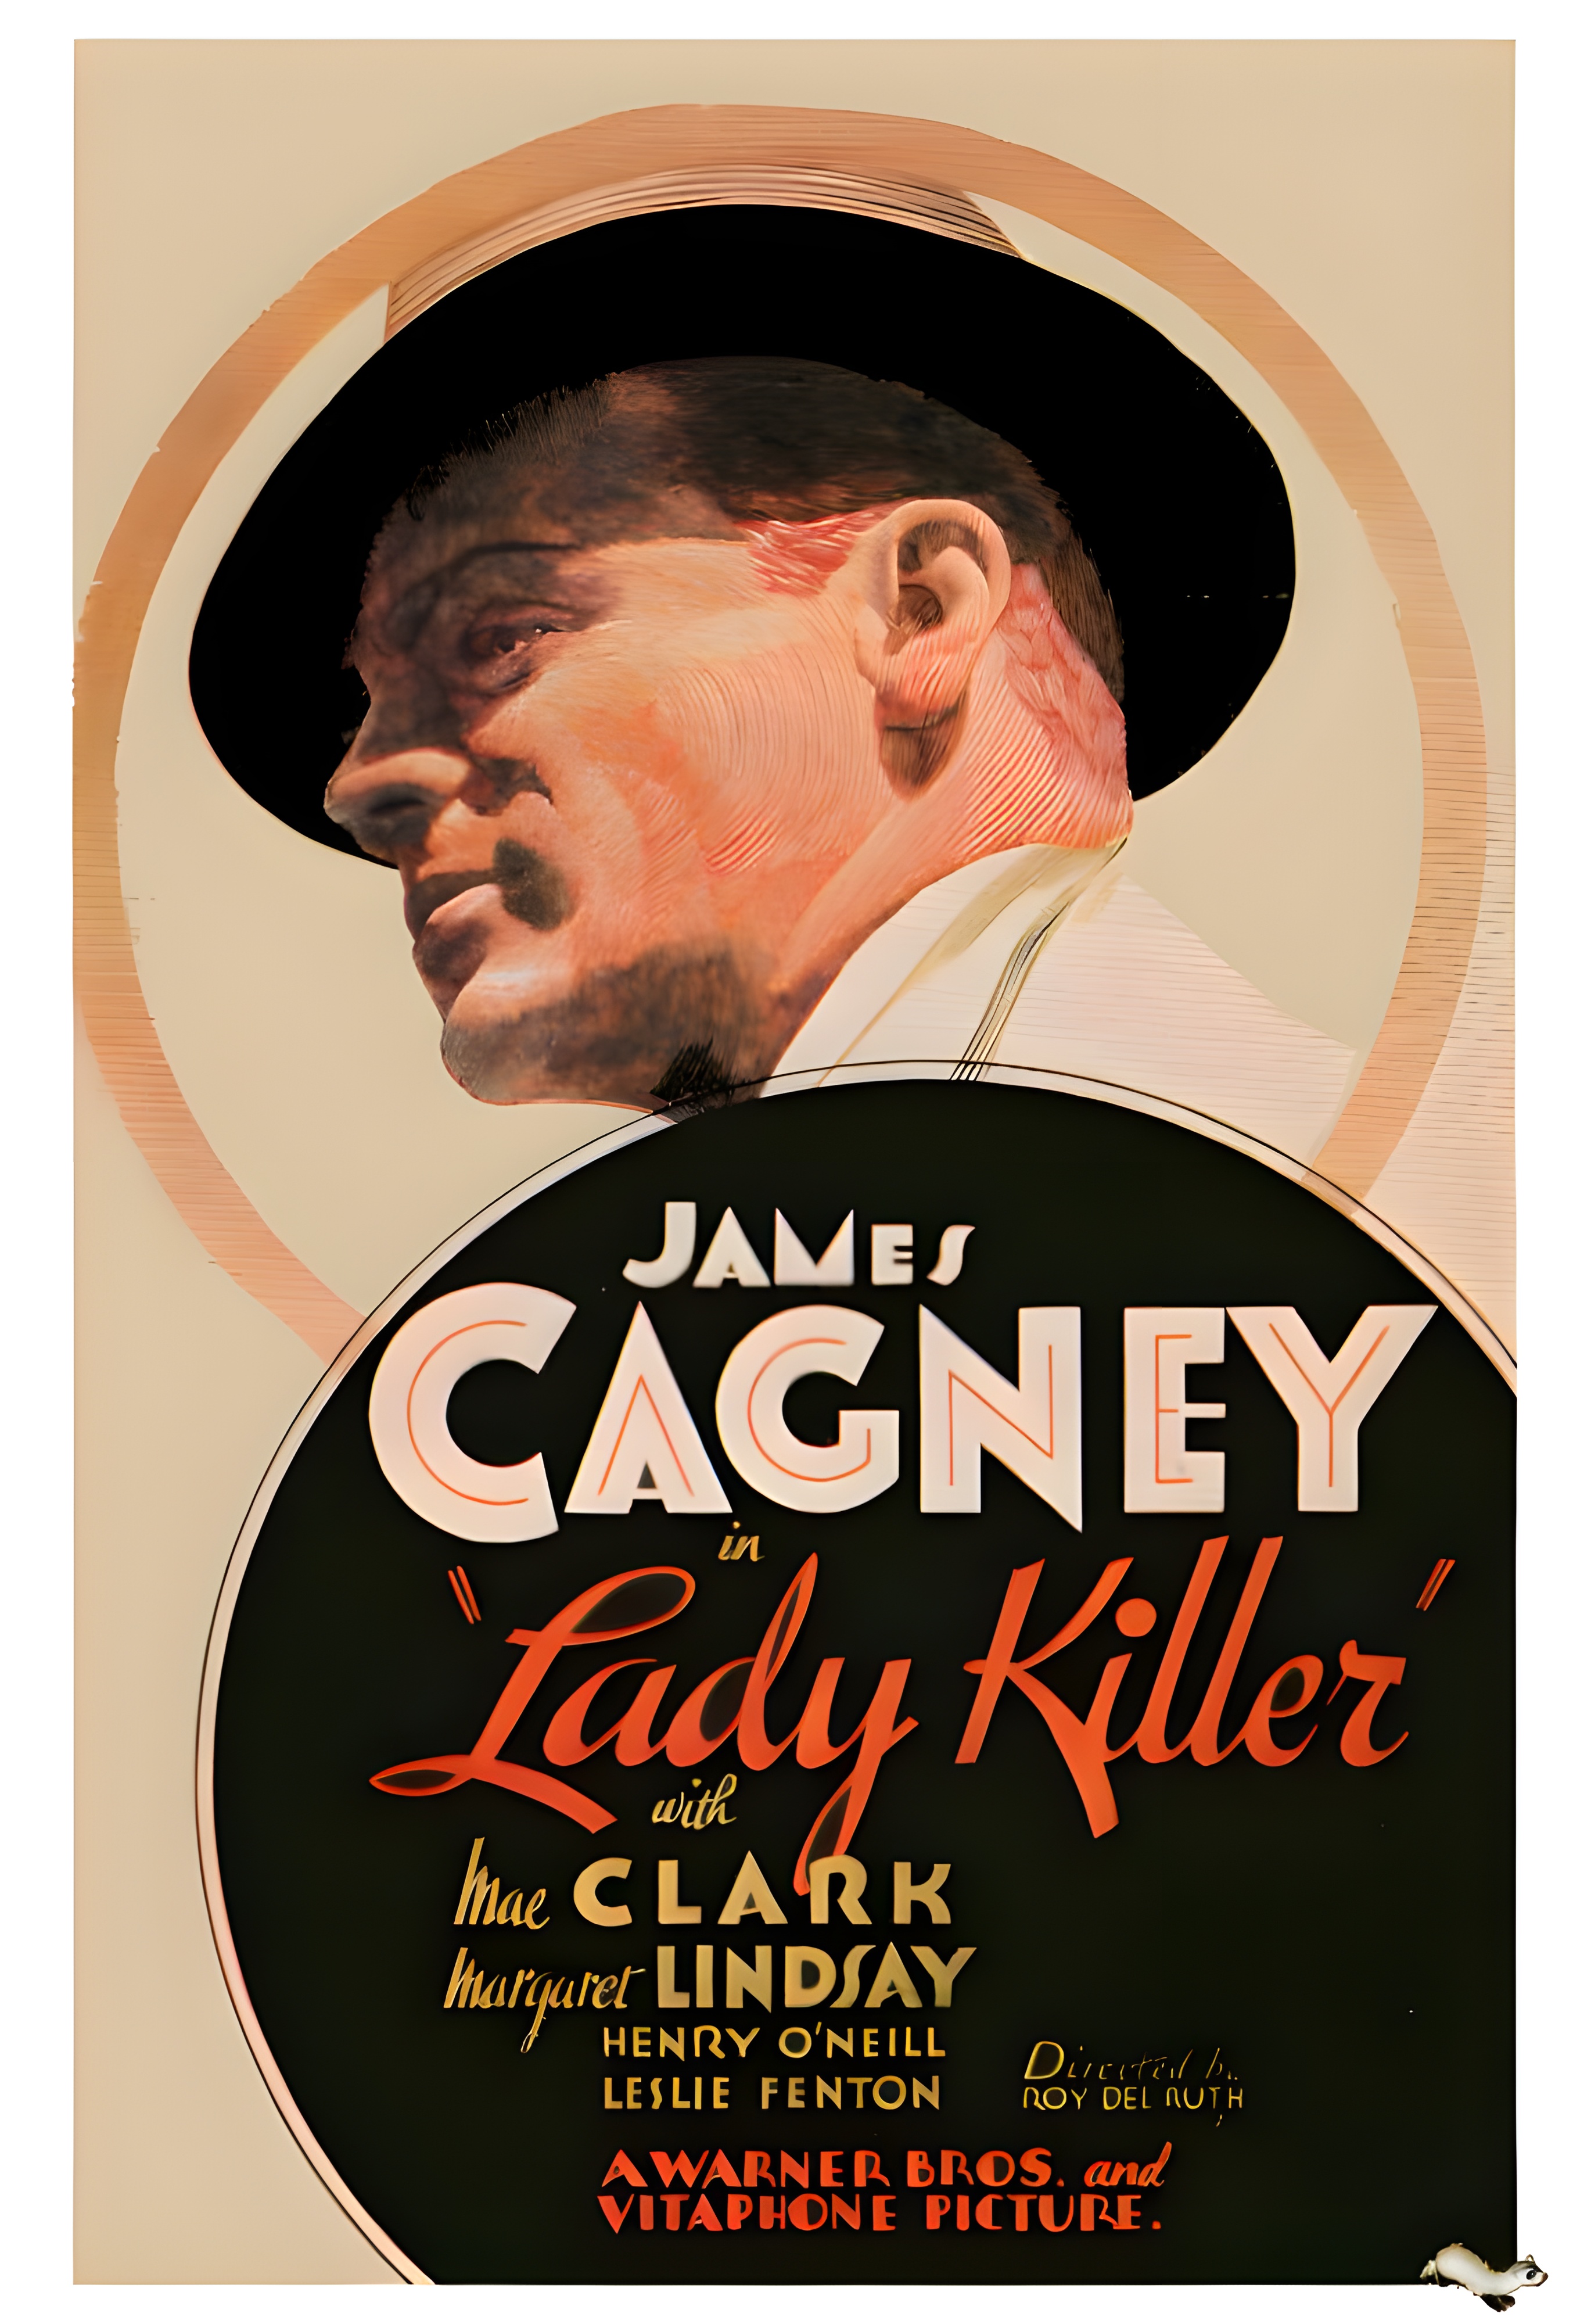 JAMES
CAGNEY
in
"Lady Killer"
with
Mae CLARK
Margaret LINDSAY
HENRY O'NEILL
LESLIE FENTON
Directed by
ROY DEL RUTH
A WARNER BROS. and
VITAPHONE PICTURE.